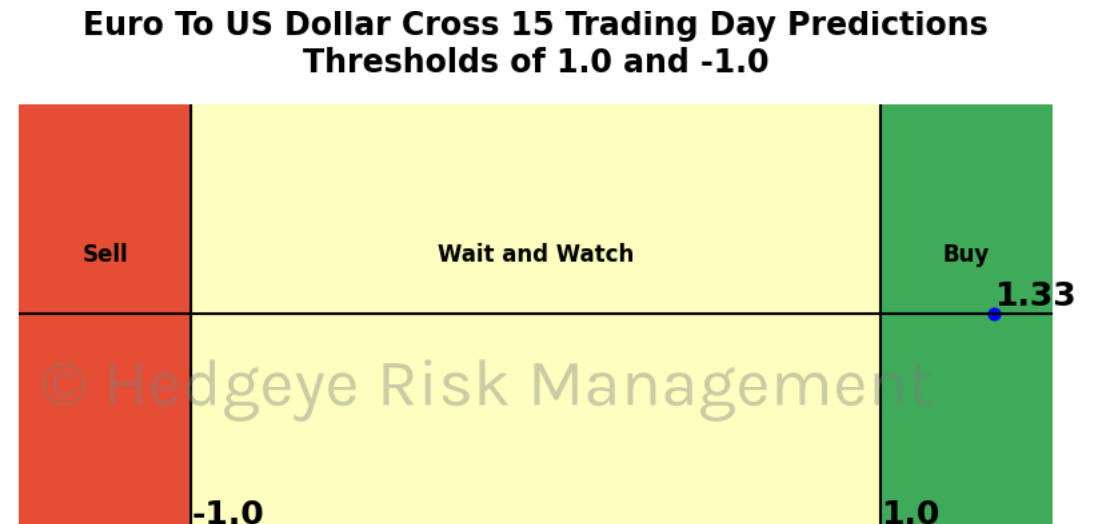 Euro To US Dollar Cross 15 Trading Day Predictions
Thresholds of 1.0 and -1.0
Sell
Wait and Watch
Buy
1.33
© Hedgeye Risk Management
-1.0
1.0